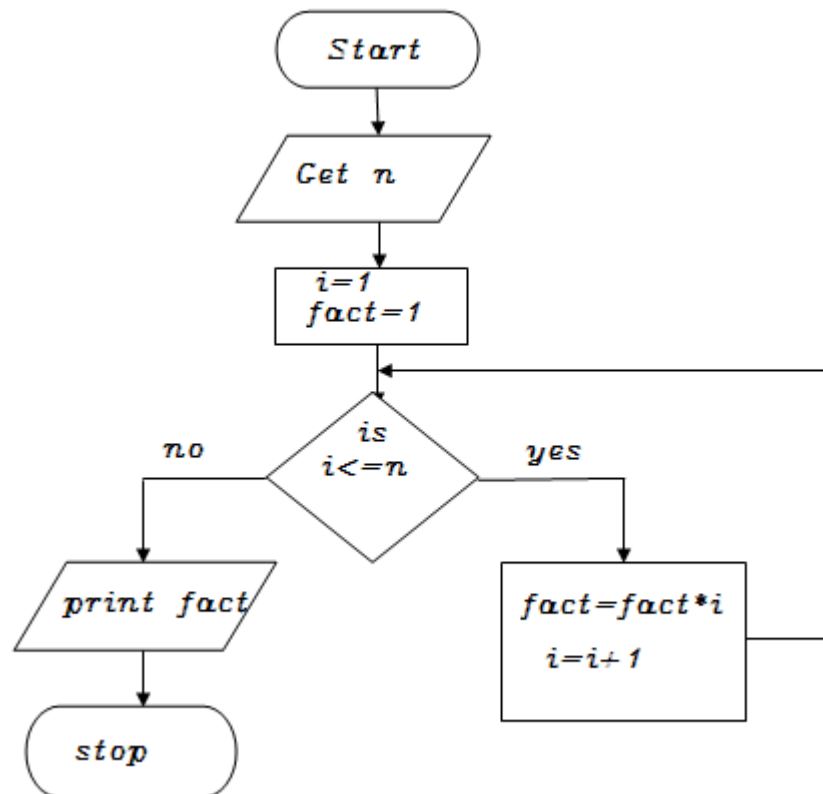 Start
Get n
i=1
fact=1
is
i<=n
no
yes
print fact
fact=fact*i
i=i+1
stop